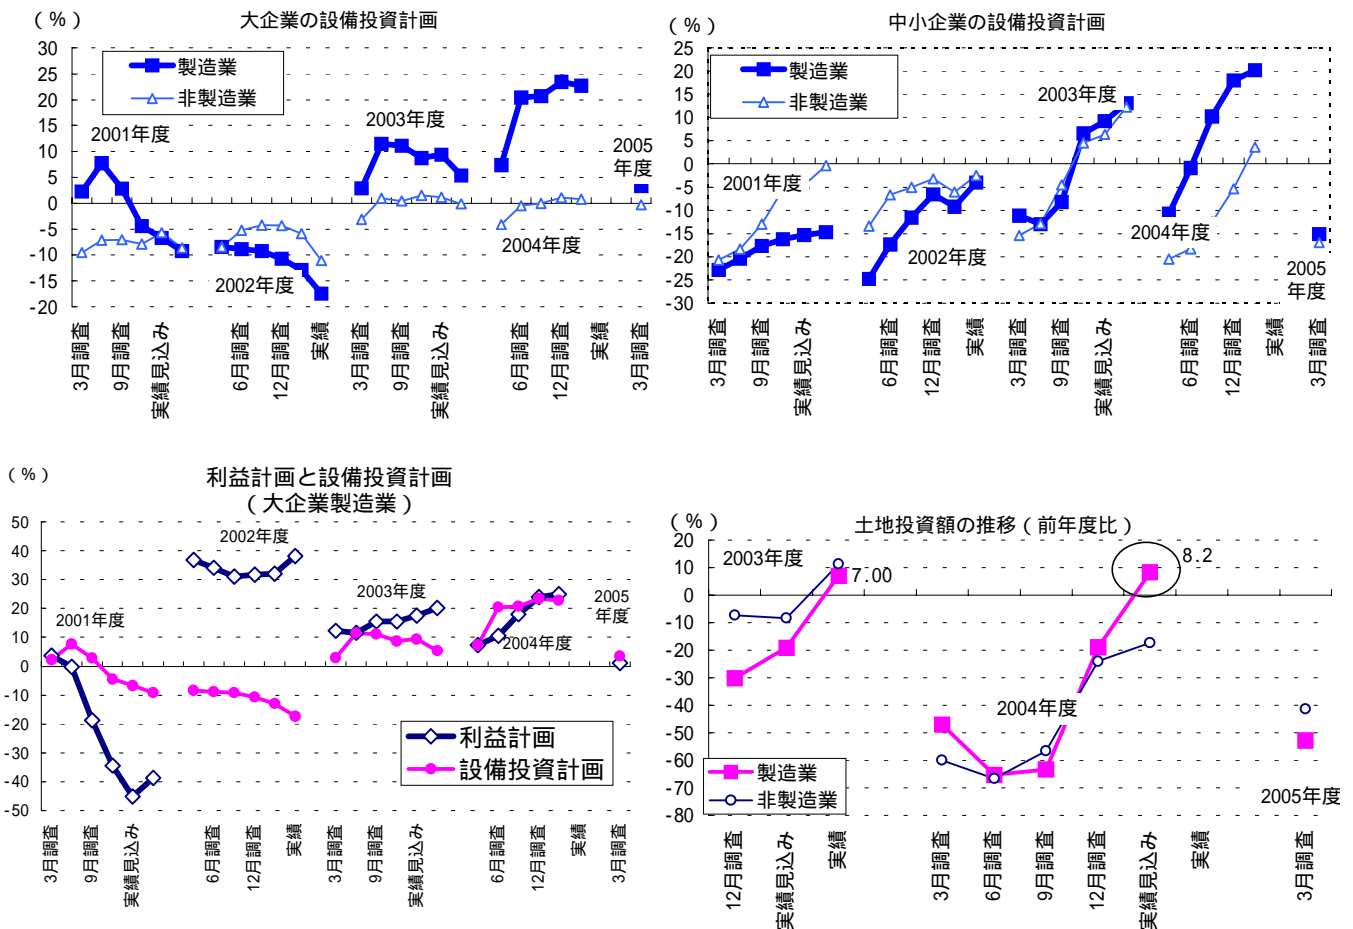 （％）
大企業の設備投資計画
30
25
20
15
10
5
0
-5
-10
-15
-20
製造業
非製造業
2001年度
2002年度
2003年度
2004年度
2005
年度
3月調査
9月調査
実績見込み
6月調査
12月調査
実績
3月調査
9月調査
実績見込み
6月調査
12月調査
実績
3月調査
（％）
中小企業の設備投資計画
25
20
15
10
5
0
-5
-10
-15
-20
-25
-30
製造業
非製造業
2001年度
2002年度
2003年度
2004年度
2005
年度
3月調査
9月調査
実績見込み
6月調査
12月調査
実績
3月調査
9月調査
実績見込み
6月調査
12月調査
実績
3月調査
（％）
利益計画と設備投資計画
（大企業製造業）
50
40
30
20
10
0
-10
-20
-30
-40
-50
2001年度
2002年度
2003年度
2004年度
2005
年度
利益計画
設備投資計画
3月調査
9月調査
実績見込み
6月調査
12月調査
実績
3月調査
9月調査
実績見込み
6月調査
12月調査
実績
3月調査
（％）
土地投資額の推移（前年度比）
20
10
0
-10
-20
-30
-40
-50
-60
-70
-80
2003年度
7.00
8.2
2004年度
2005年度
製造業
非製造業
12月調査
実績見込み
実績
3月調査
6月調査
9月調査
12月調査
実績見込み
実績
3月調査